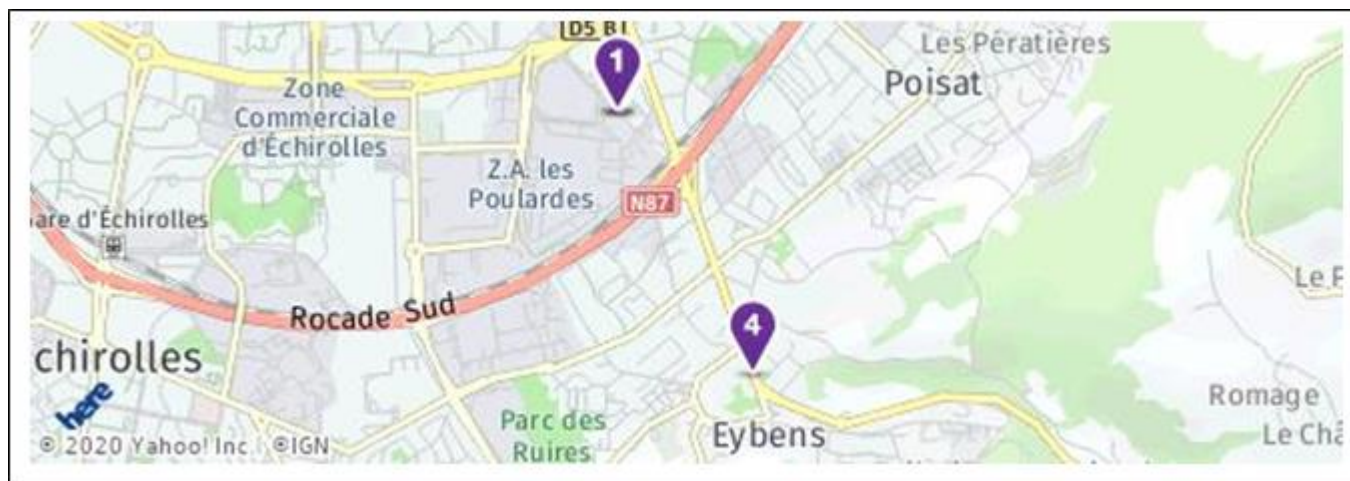 D5 B1
1
Les Pératières
Poisat
Zone
Commerciale
d'Échirolles
Z.A. les
Poulardes
N87
are d'Échirolles
Le P
Rocade Sud
4
chirolles
here
Romage
Le Châ
Parc des
Ruires
Eybens
© 2020 Yahoo! Inc | ©IGN